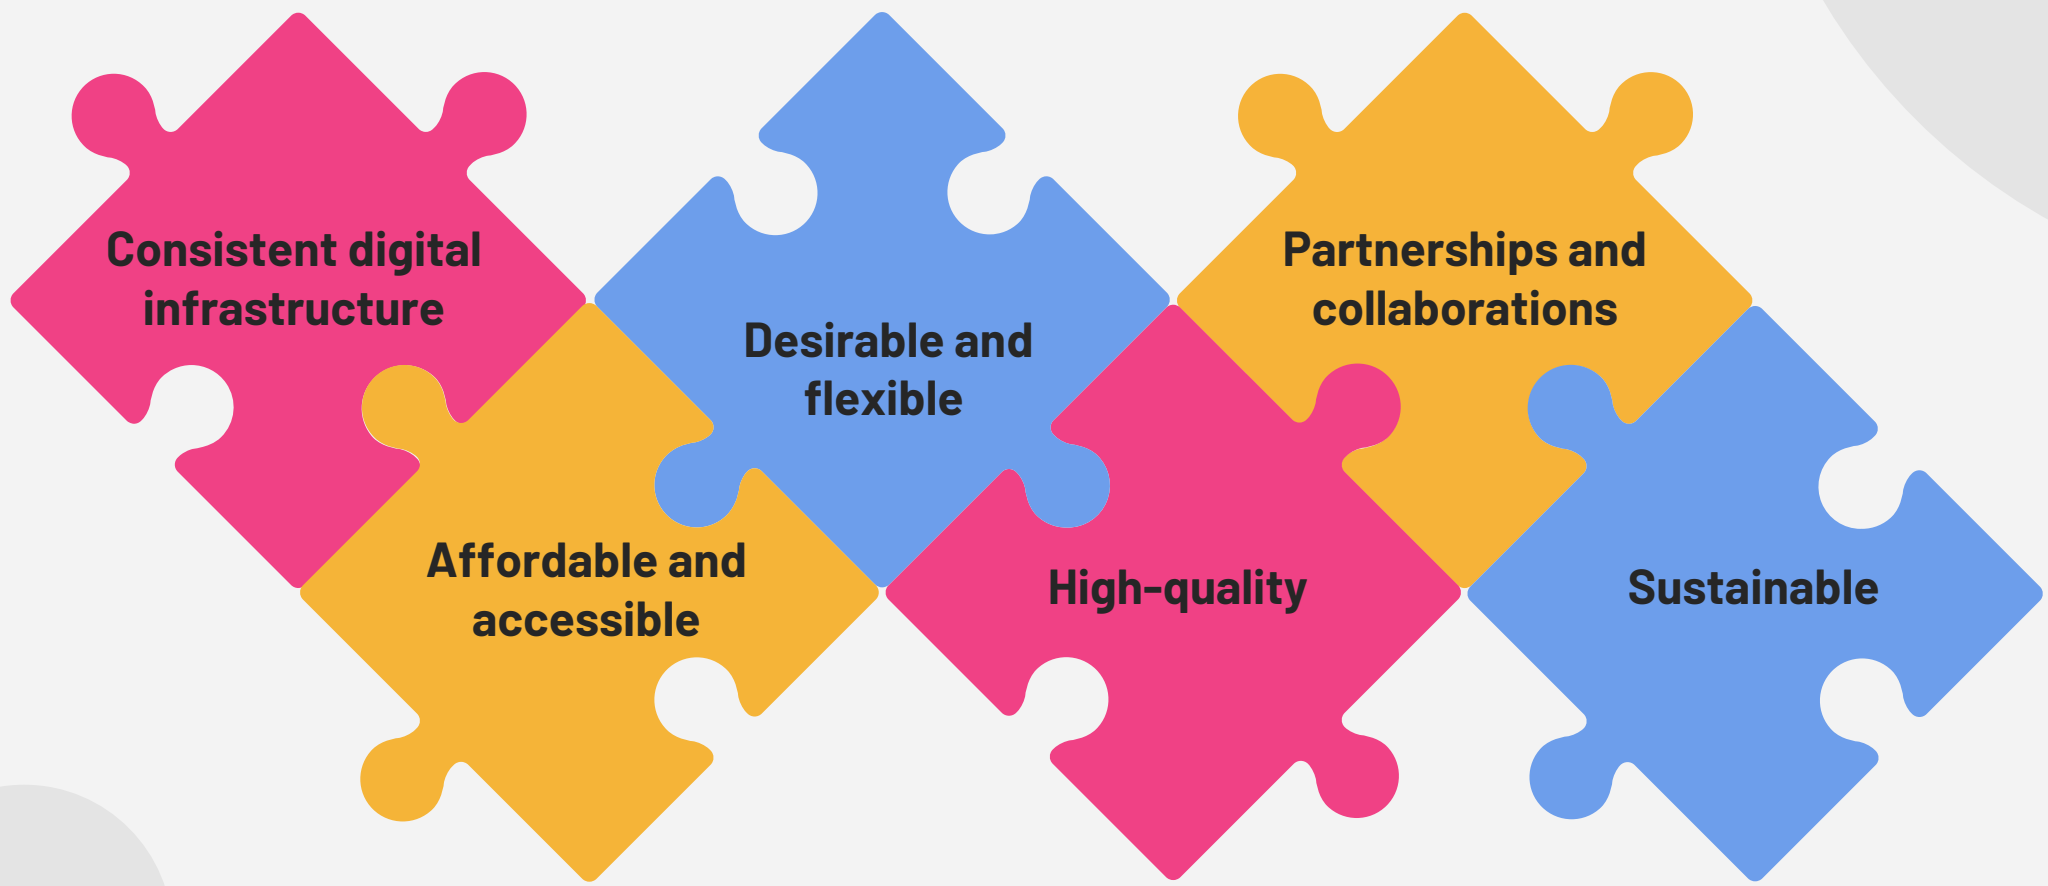 Consistent digital
infrastructure
Affordable and
accessible
Desirable and
flexible
High-quality
Partnerships and
collaborations
Sustainable